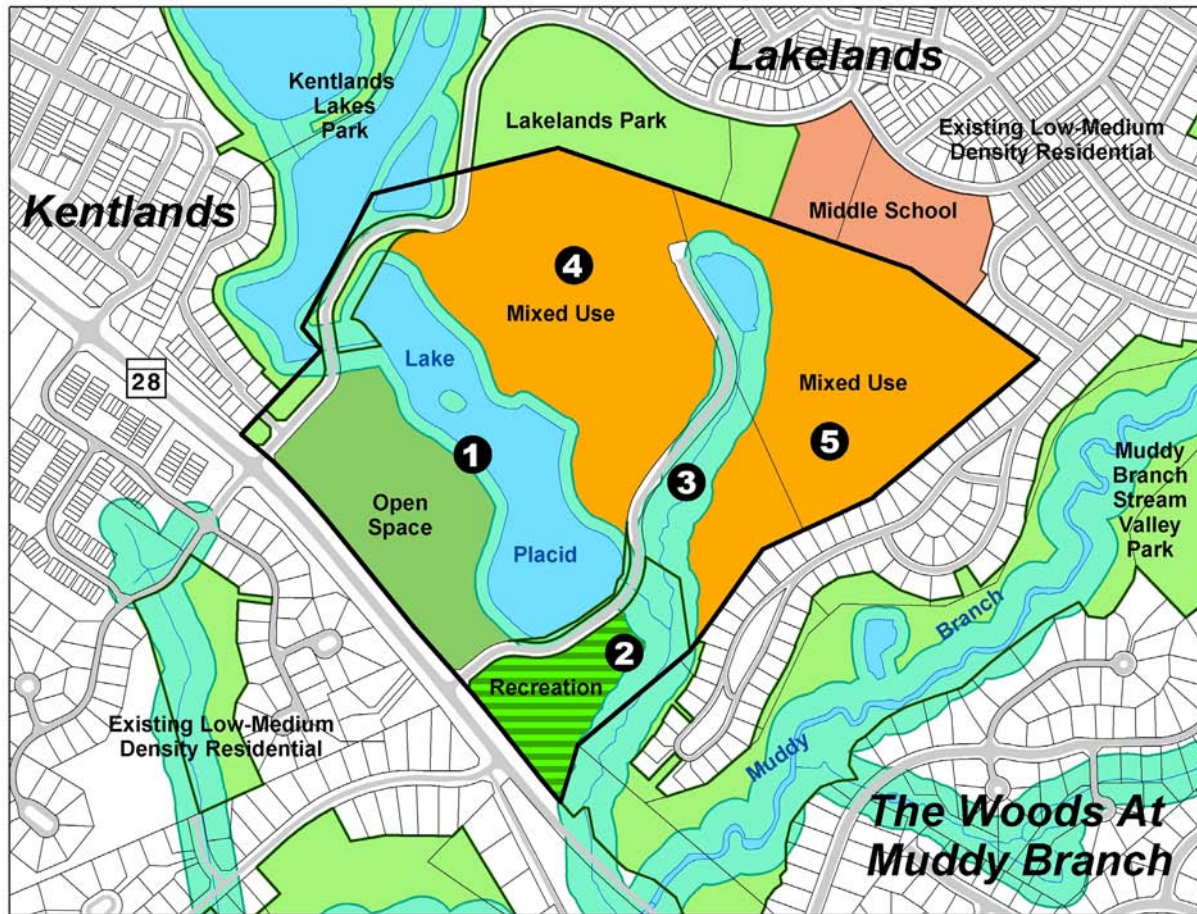 Lakelands
Kentlands
Lakes
Park
Lakelands Park
Existing Low-Medium
Density Residential
Kentlands
Middle School
4
Mixed Use
Lake
28
Mixed Use
5
1
3
Muddy
Branch
Stream
Valley
Park
Open
Space
Placid
Branch
2
Recreation
Existing Low-Medium
Density Residential
Muddy
The Woods At
Muddy Branch